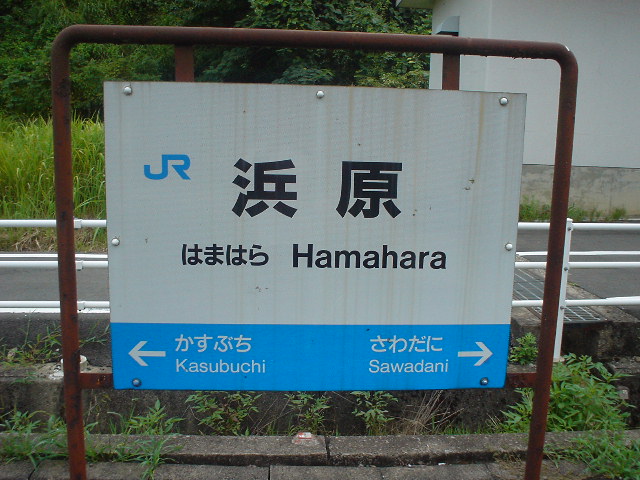 JR
浜原
はまはら Hamahara
← かすぶち さわだに →
Kasubuchi Sawadani